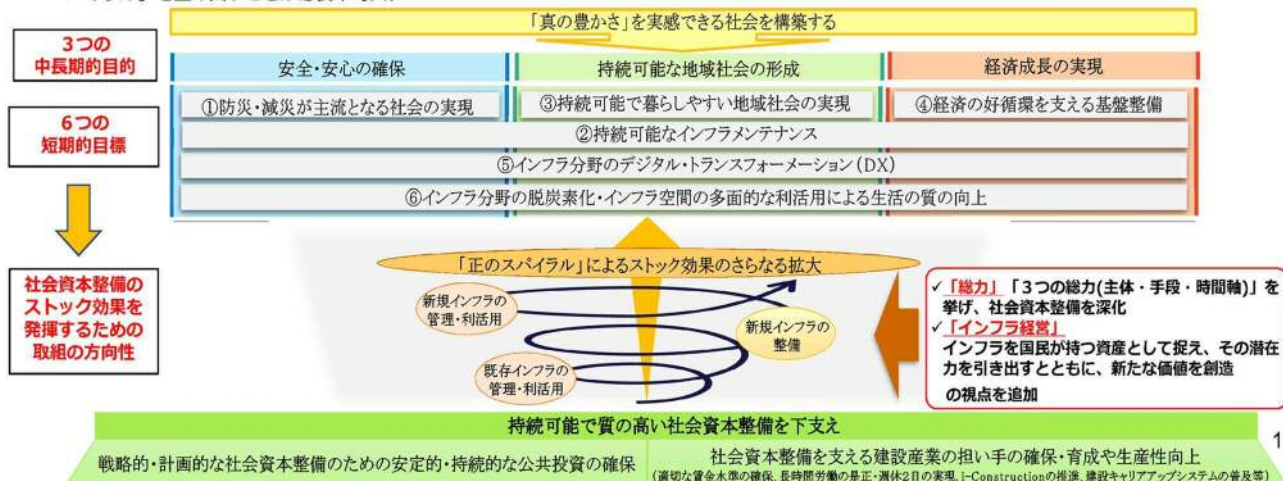 「真の豊かさ」を実感できる社会を構築する
3つの
中長期的目的
安全・安心の確保
持続可能な地域社会の形成
経済成長の実現
6つの
短期的目標
①防災・減災が主流となる社会の実現
③持続可能で暮らしやすい地域社会の実現
④経済の好循環を支える基盤整備
②持続可能なインフラメンテナンス
⑤インフラ分野のデジタル・トランスフォーメーション(DX)
⑥インフラ分野の脱炭素化・インフラ空間の多面的な利活用による生活の質の向上
社会資本整備の
ストック効果を
発揮するための
取組の方向性
「正のスパイラル」によるストック効果のさらなる拡大
新規インフラの
管理・利活用
新規インフラの
整備
既存インフラの
管理・利活用
✓「総力」「3つの総力(主体・手段・時間軸)」を
挙げ、社会資本整備を深化
✓「インフラ経営」
インフラを国民が持つ資産として捉え、その潜在
力を引き出すとともに、新たな価値を創造
の視点を追加
持続可能で質の高い社会資本整備を下支え
戦略的・計画的な社会資本整備のための安定的・持続的な公共投資の確保
社会資本整備を支える建設産業の担い手の確保・育成や生産性向上
(適切な賃金水準の確保、長時間労働の是正・週休2日の実現、i-Constructionの推進、建設キャリアアップシステムの普及等)
1